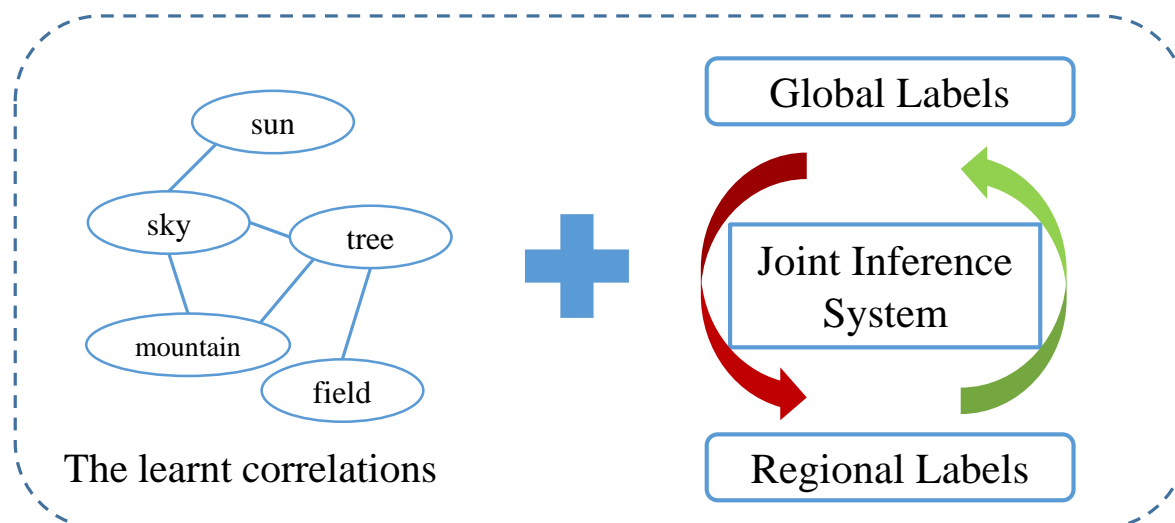 sun
sky
tree
mountain
field
The learnt correlations
Global Labels
Joint Inference
System
Regional Labels